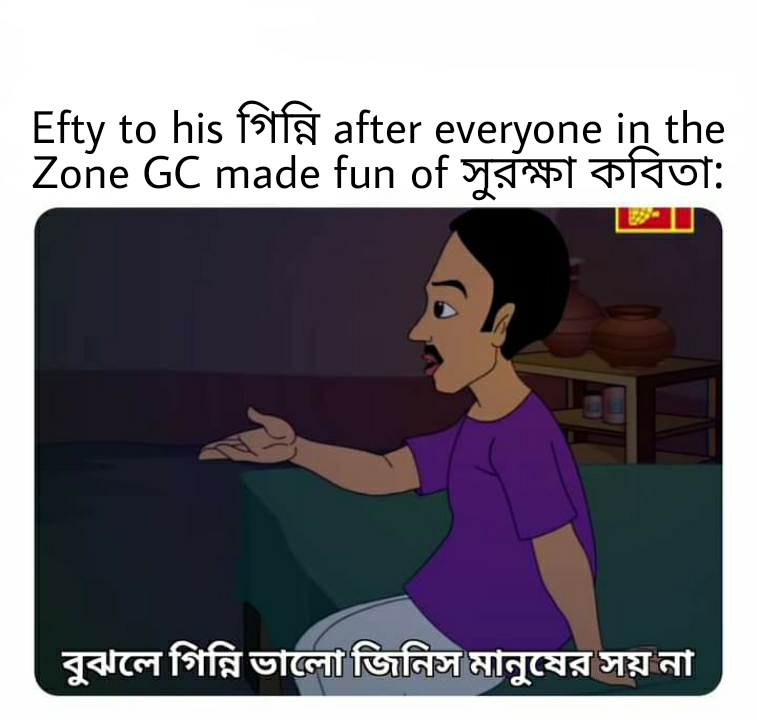 Efty to his গিন্নি after everyone in the
Zone GC made fun of সুরক্ষা কবিতা:
বুঝলে গিন্নি ভালো জিনিস মানুষের সয় না